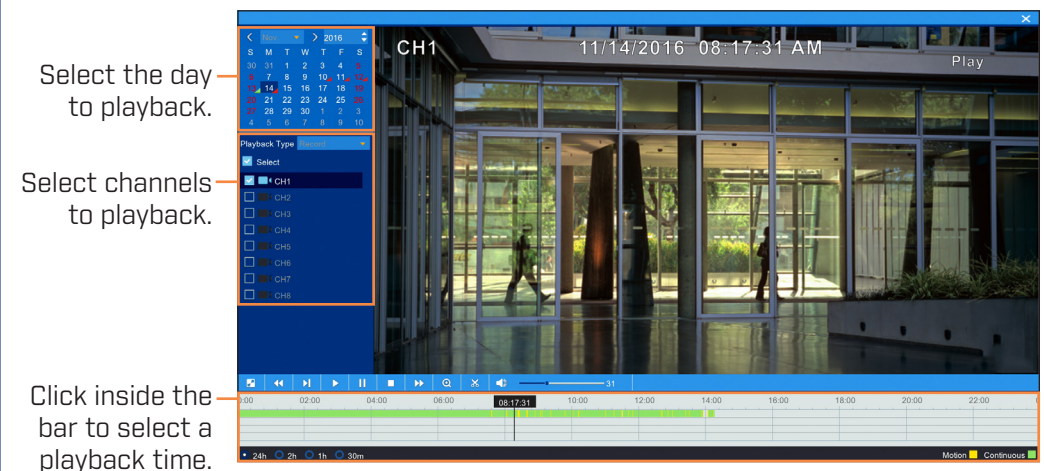 Select the day
to playback.
Select channels
to playback.
Click inside the
bar to select a
playback time.
Nov 2016
S M T W T F S
30 31 1 2 3 4 5
6 7 8 9 10 11 12
13 14 15 16 17 18 19
20 21 22 23 24 25 26
27 28 29 30 1 2 3
4 5 6 7 8 9 10
Playback Type Record
Select
CH1
CH2
CH3
CH4
CH5
CH6
CH7
CH8
CH1 11/14/2016 08:17:31 AM
Play
31
0:00 02:00 04:00 06:00 08:17:31 10:00 12:00 14:00 16:00 18:00 20:00 22:00
24h 2h 1h 30m
Motion Continuous